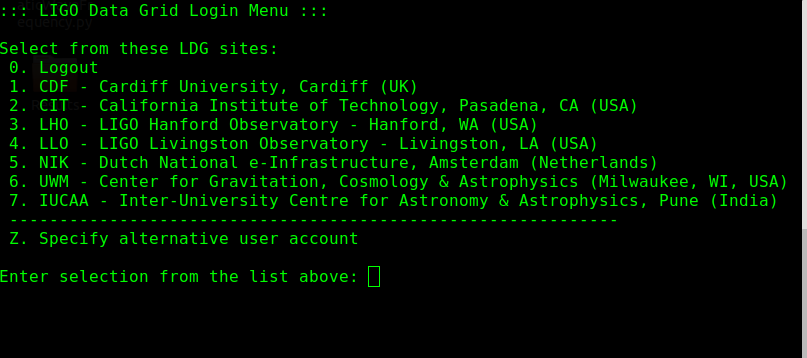 ::: LIGO Data Grid Login Menu :::
equency.py
Select from these LDG sites:
0. Logout
1. CDF - Cardiff University, Cardiff (UK)
2. CIT - California Institute of Technology, Pasadena, CA (USA)
3. LHO - LIGO Hanford Observatory - Hanford, WA (USA)
4. LLO - LIGO Livingston Observatory - Livingston, LA (USA)
5. NIK - Dutch National e-Infrastructure, Amsterdam (Netherlands)
6. UWM - Center for Gravitation, Cosmology & Astrophysics (Milwaukee, WI, USA)
7. IUCAA - Inter-University Centre for Astronomy & Astrophysics, Pune (India)
-------------------------------------------------------------
Z. Specify alternative user account
Enter selection from the list above: